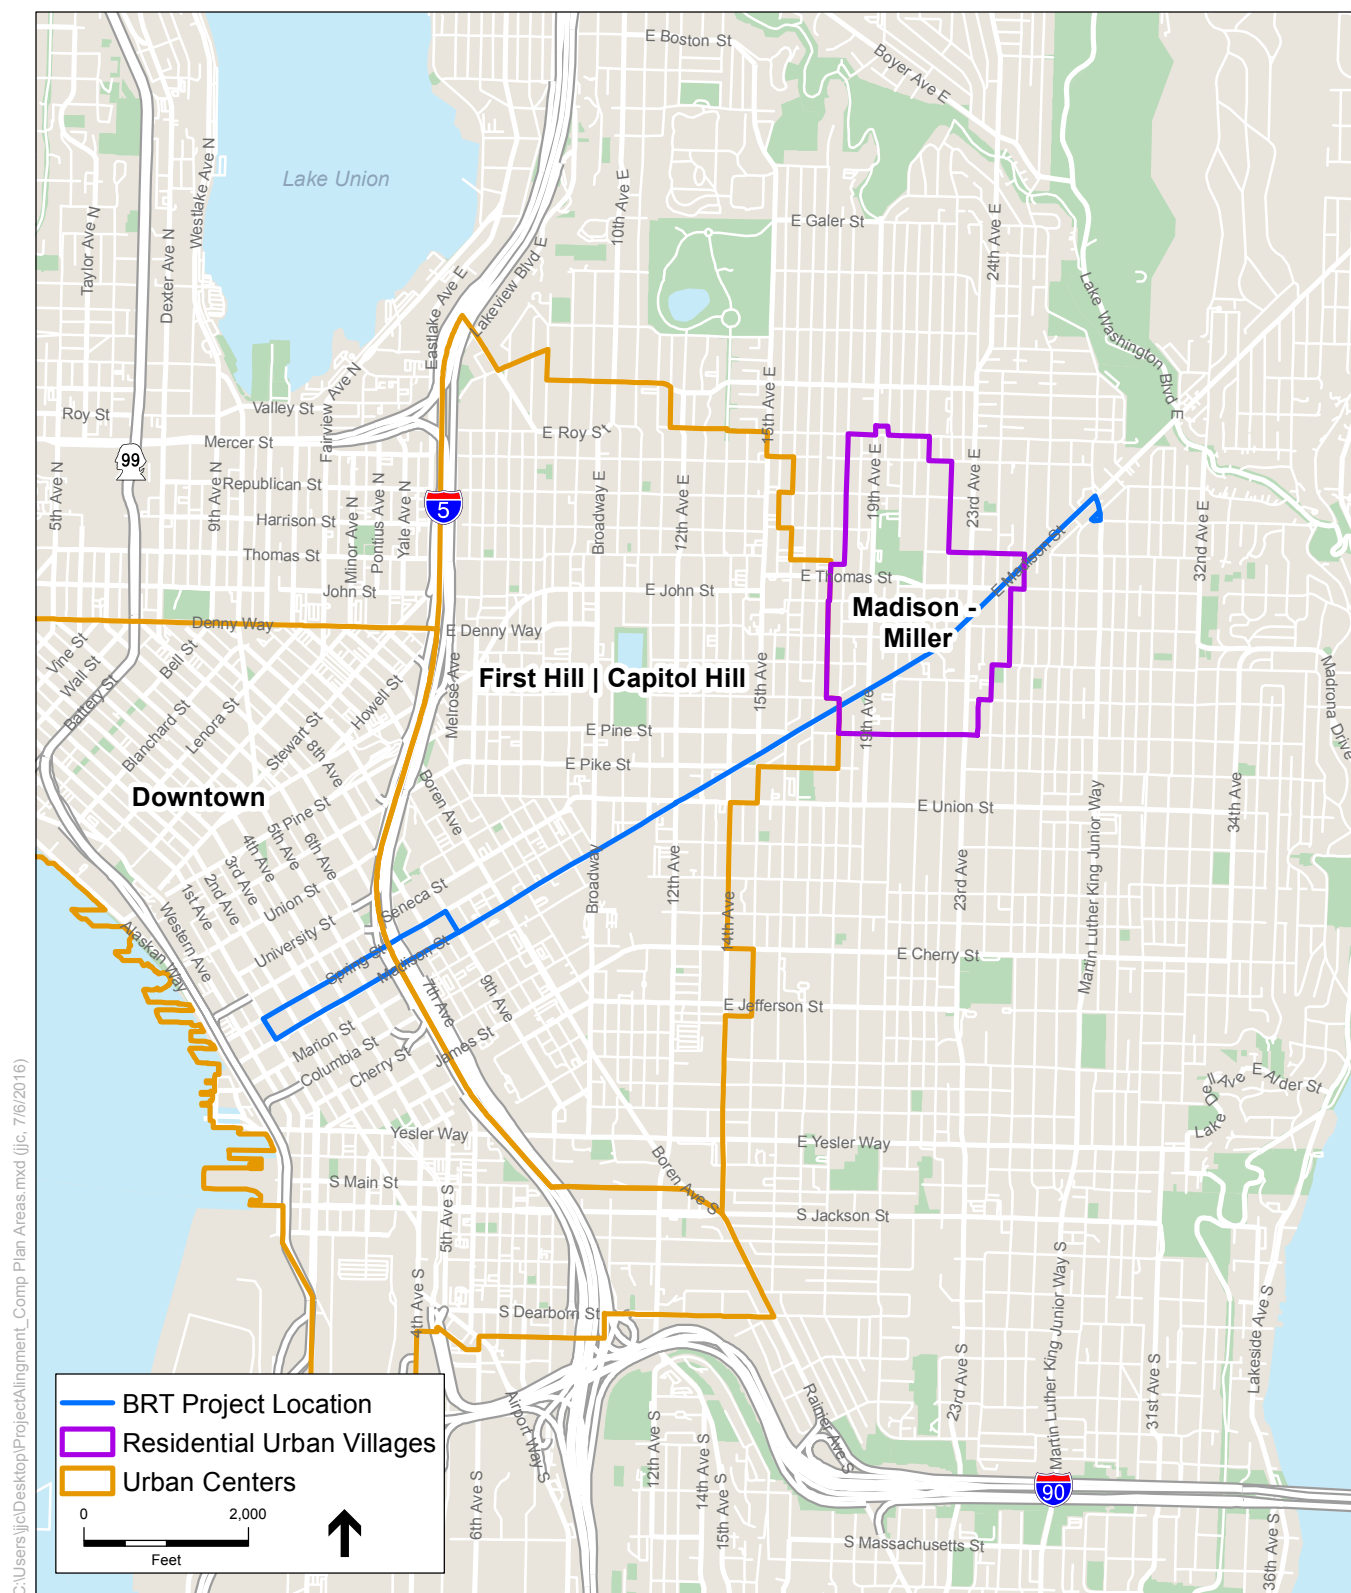 E Boston St
Boyer Ave E
Lake Union
Westlake Ave N
Taylor Ave N
Dexter Ave N
10th Ave E
E Galer St
24th Ave E
Eastlake Ave E
Lakeview Blvd E
Lake Washington Blvd E
Fairview Ave N
Valley St
Roy St
Mercer St
E Roy St
15th Ave E
99
5th Ave N
9th Ave N
Republican St
Harrison St
Thomas St
John St
Minor Ave N
Pontius Ave N
Yale Ave N
5
Broadway E
12th Ave E
19th Ave E
23rd Ave E
32nd Ave E
E Madison St
E Thomas St
E John St
Madison -
Miller
Denny Way
E Denny Way
Vine St
Wall St
Battery St
Bell St
Blanchard St
Lenora St
Stewart St
Howell St
8th Ave
Melrose Ave
First Hill | Capitol Hill
15th Ave
19th Ave
Madrona Drive
E Pine St
E Pike St
Downtown
Pine St
Boren Ave
6th Ave
5th Ave
4th Ave
3rd Ave
2nd Ave
1st Ave
Western Ave
Alaskan Way
Union St
University St
Seneca St
Spring St
Madison St
E Union St
Martin Luther King Junior Way
34th Ave
Broadway
12th Ave
14th Ave
23rd Ave
E Cherry St
E Jefferson St
7th Ave
9th Ave
Marion St
Columbia St
Cherry St
James St
Lake Dell Ave
E Alder St
Yesler Way
E Yesler Way
S Main St
Boren Ave S
S Jackson St
5th Ave S
4th Ave S
S Dearborn St
Martin Luther King Junior Way S
Lakeside Ave S
31st Ave S
23rd Ave S
Rainier Ave S
Airport Way S
12th Ave S
14th Ave S
15th Ave S
6th Ave S
90
S Massachusetts St
36th Ave S
BRT Project Location
Residential Urban Villages
Urban Centers
0 2,000
Feet
C:\Users\jjc\Desktop\ProjectAlingment_Comp Plan Areas.mxd (jjc, 7/6/2016)